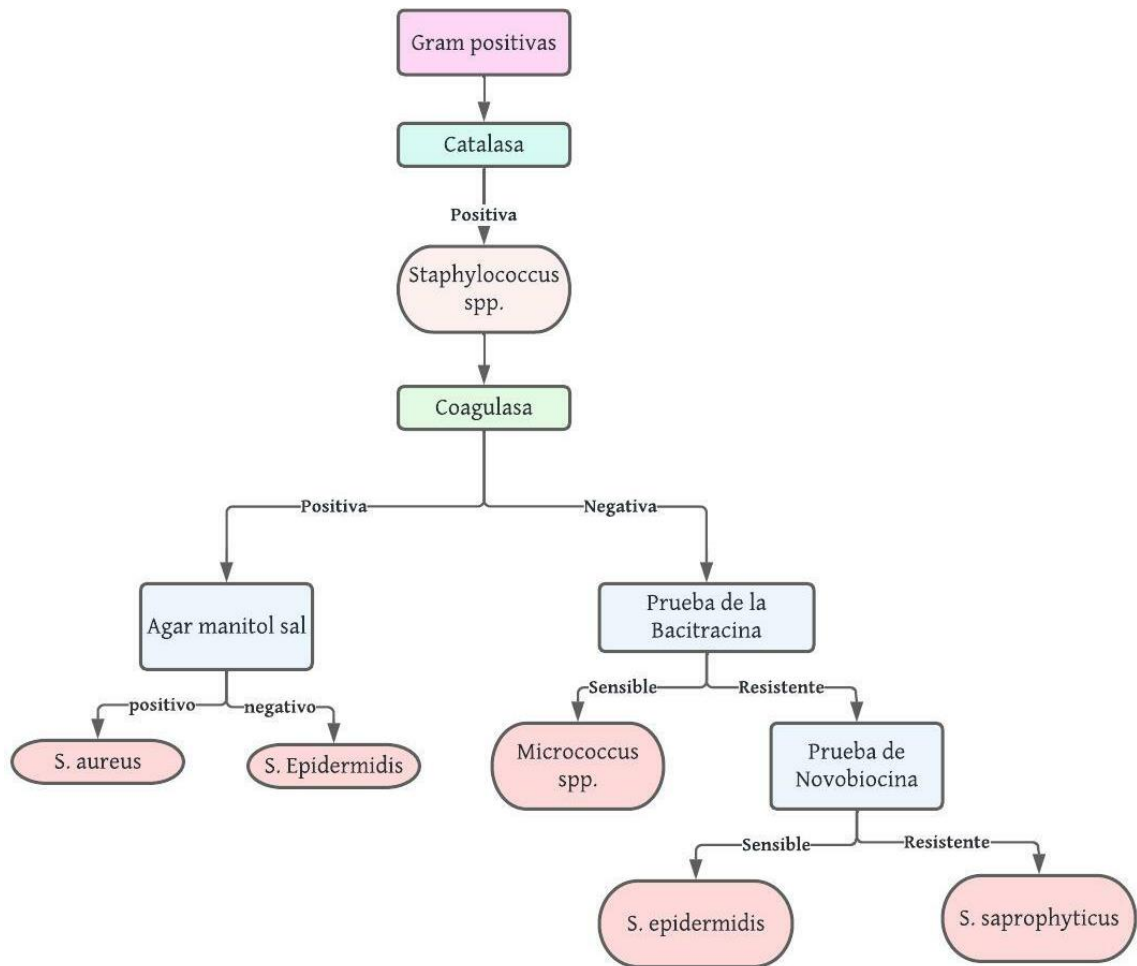 Gram positivas
Catalasa
Positiva
Staphylococcus
spp.
Coagulasa
Positiva
Negativa
Agar manitol sal
Prueba de la
Bacitracina
positivo
negativo
Sensible
Resistente
S. aureus
S. Epidermidis
Micrococcus
spp.
Prueba de
Novobiocina
Sensible
Resistente
S. epidermidis
S. saprophyticus